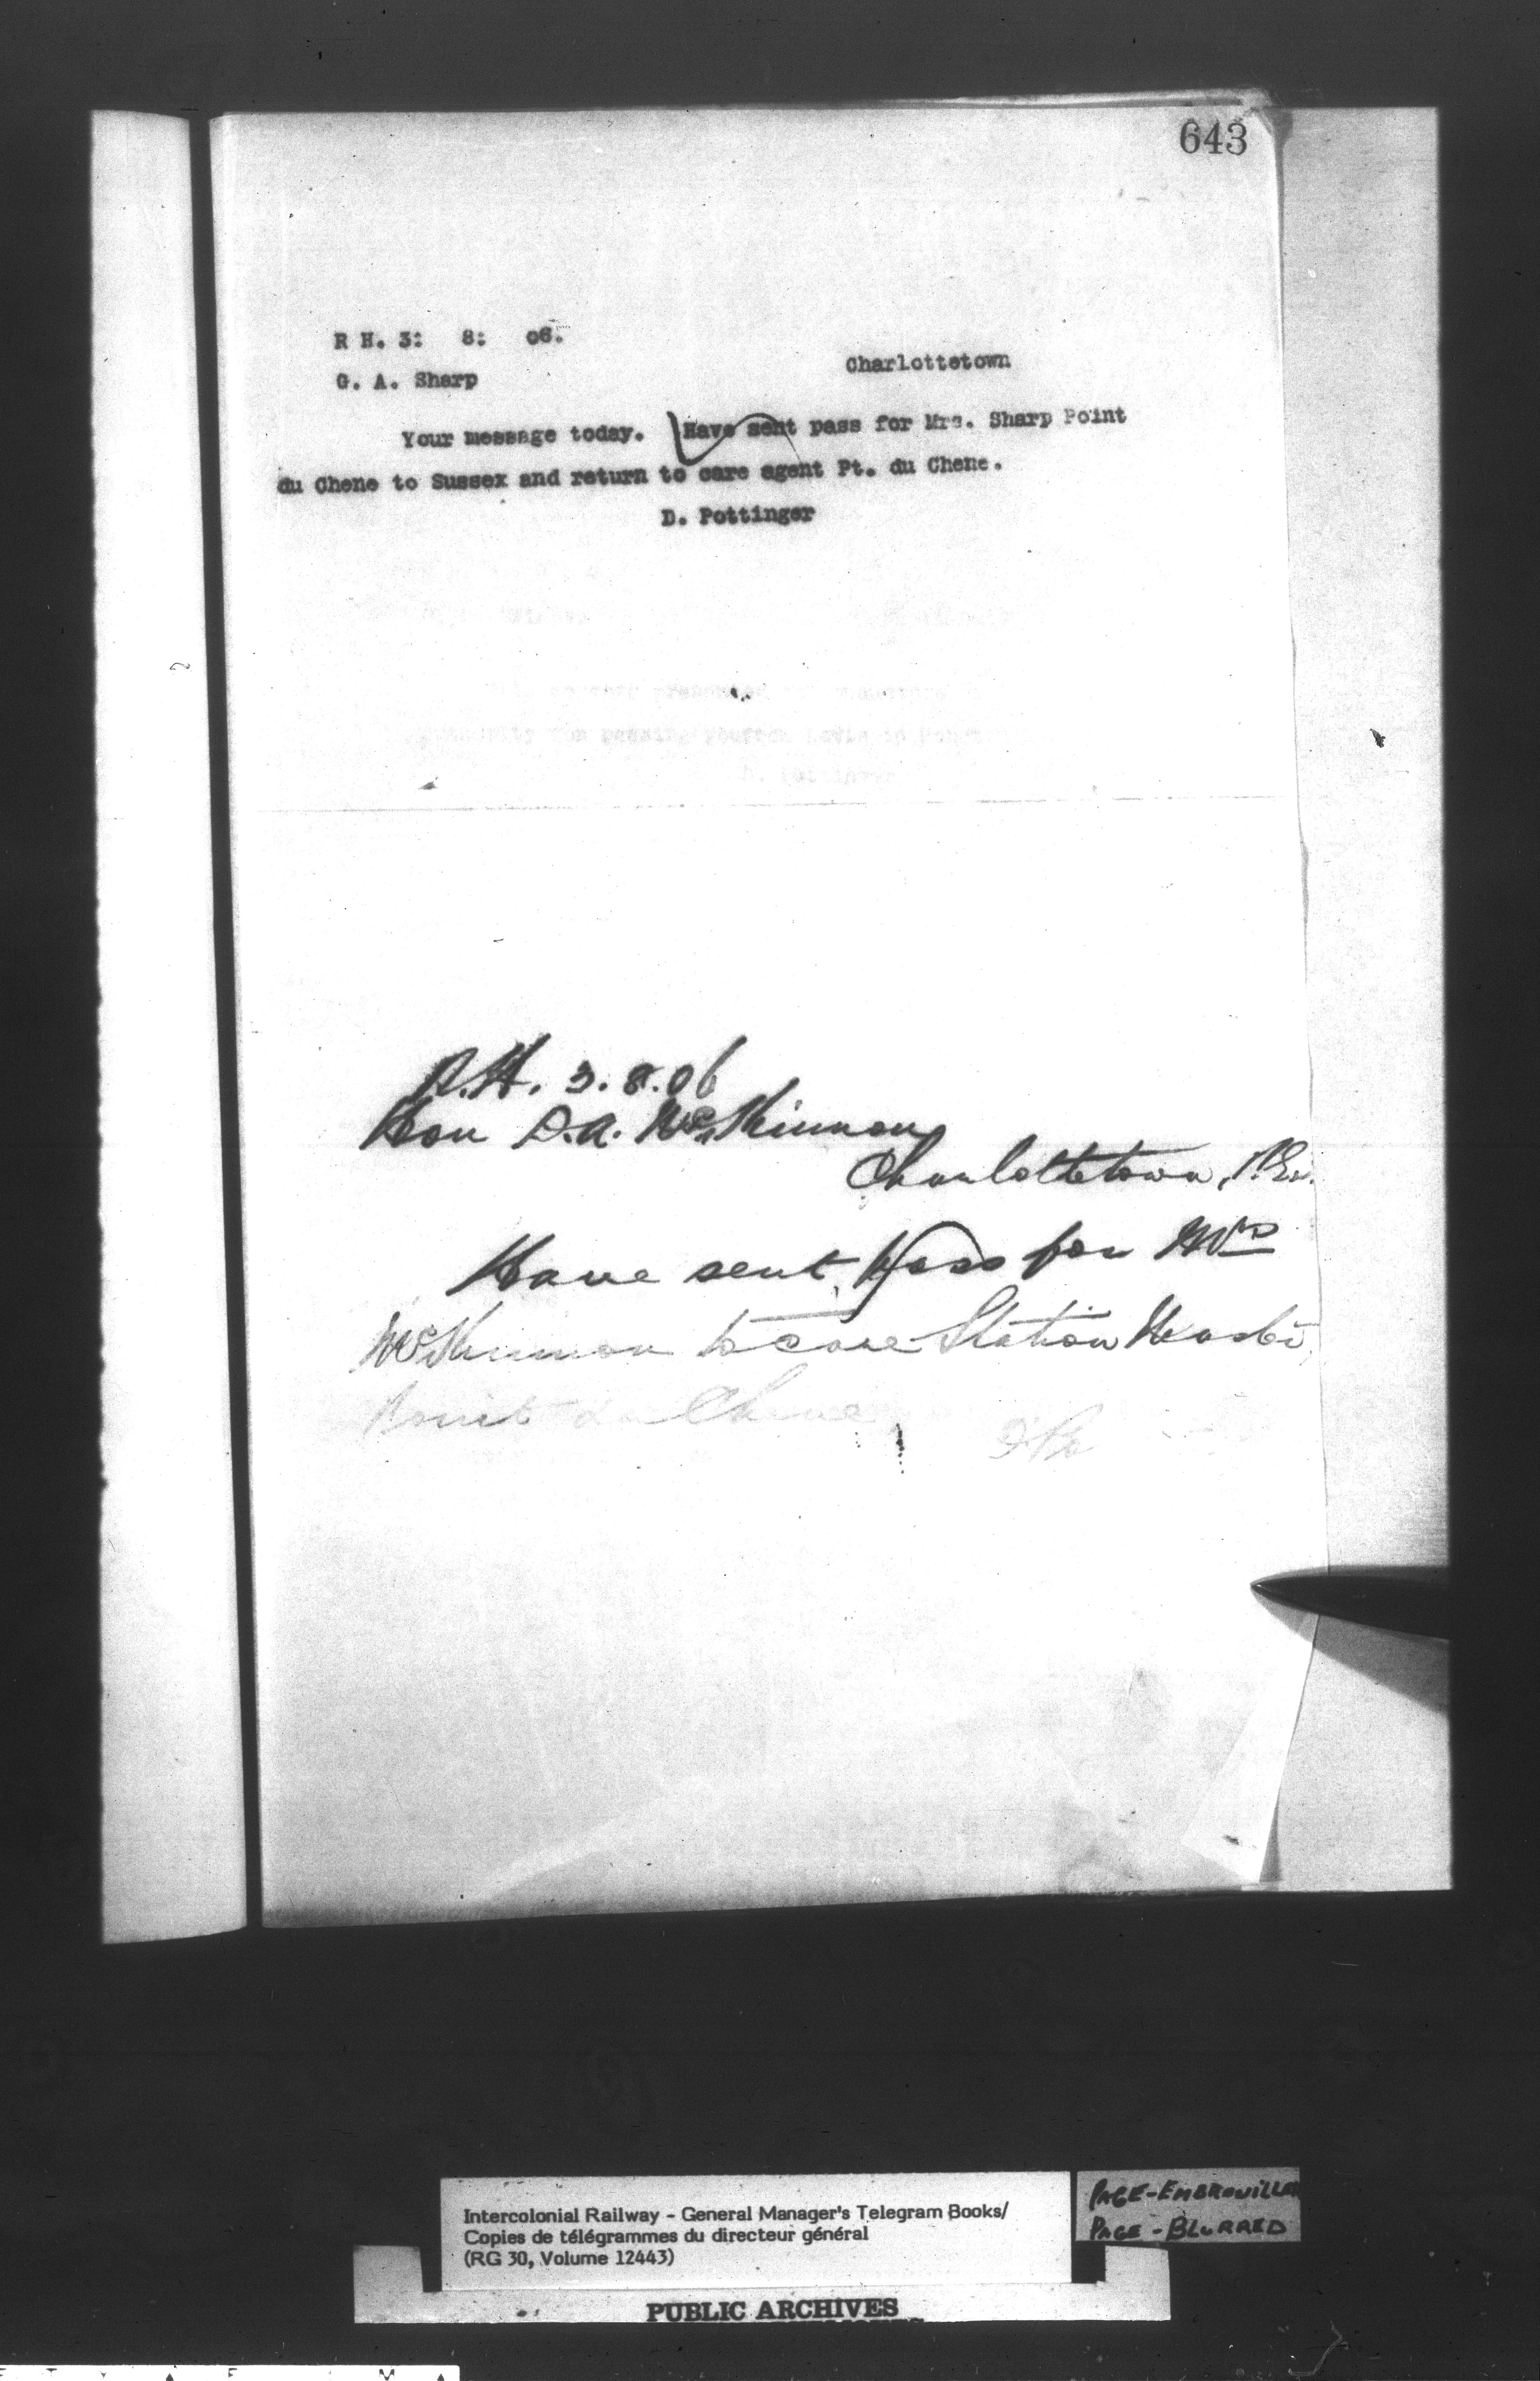 643
R H. 3: 8: 06.
Charlottetown
G. A. Sharp
Your message today. Have sent pass for Mrs. Sharp Point
du Chene to Sussex and return to care agent Pt. du Chene.
D. Pottinger
R.H. 3.8.06
Hon D.A. McKinnon
Charlottetown, P.E.I.
Have sent pass for Mrs
McKinnon to care Station Master
Point du Chene
D.P.
Intercolonial Railway - General Manager's Telegram Books/
Copies de télégrammes du directeur général
(RG 30, Volume 12443)
PAGE-EMBROUILLEE
PAGE-BLURRED
PUBLIC ARCHIVES